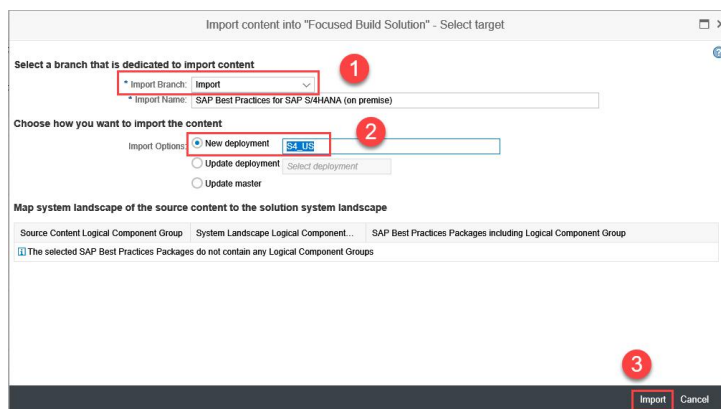 Import content into "Focused Build Solution" - Select target
Select a branch that is dedicated to import content
1
* Import Branch: Import
* Import Name: SAP Best Practices for SAP S/4HANA (on premise)
Choose how you want to import the content
2
Import Options: New deployment S4_US
Update deployment Select deployment
Update master
Map system landscape of the source content to the solution system landscape
Source Content Logical Component Group System Landscape Logical Component... SAP Best Practices Packages including Logical Component Group
The selected SAP Best Practices Packages do not contain any Logical Component Groups
3
Import Cancel